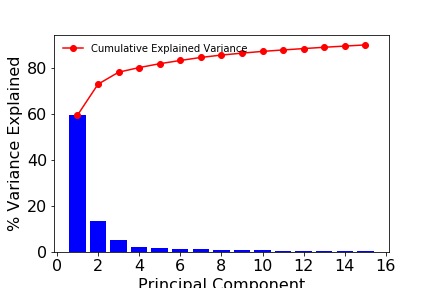 Cumulative Explained Variance
% Variance Explained
80
60
40
20
0
0 2 4 6 8 10 12 14 16
Principal Component